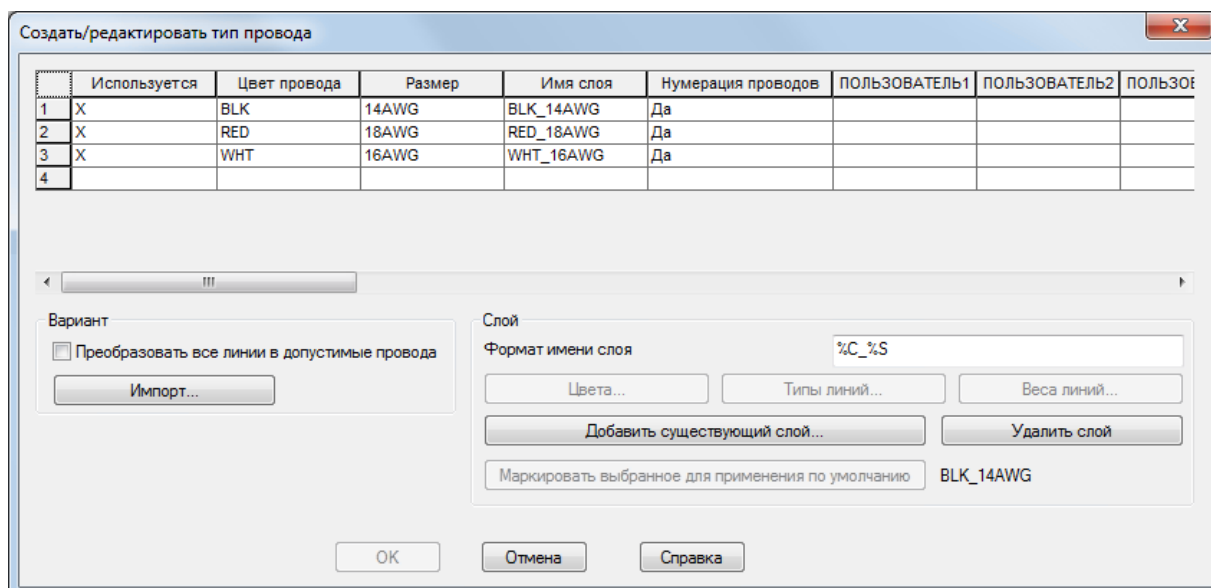 Создать/редактировать тип провода
Используется Цвет провода Размер Имя слоя Нумерация проводов ПОЛЬЗОВАТЕЛЬ1 ПОЛЬЗОВАТЕЛЬ2 ПОЛЬЗОВ
1 X BLK 14AWG BLK_14AWG Да
2 X RED 18AWG RED_18AWG Да
3 X WHT 16AWG WHT_16AWG Да
4
Вариант
Преобразовать все линии в допустимые провода
Импорт...
Слой
Формат имени слоя %C_%S
Цвета... Типы линий... Веса линий...
Добавить существующий слой... Удалить слой
Маркировать выбранное для применения по умолчанию BLK_14AWG
OK Отмена Справка